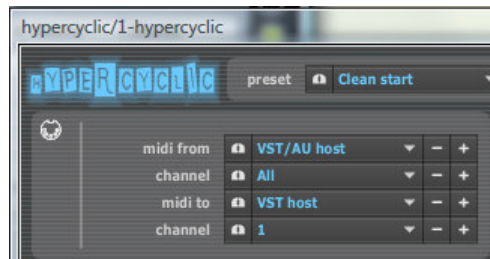 hypercyclic/1-hypercyclic
HYPERCYCLIC preset Clean start
midi from VST/AU host - +
channel All - +
midi to VST host - +
channel 1 - +